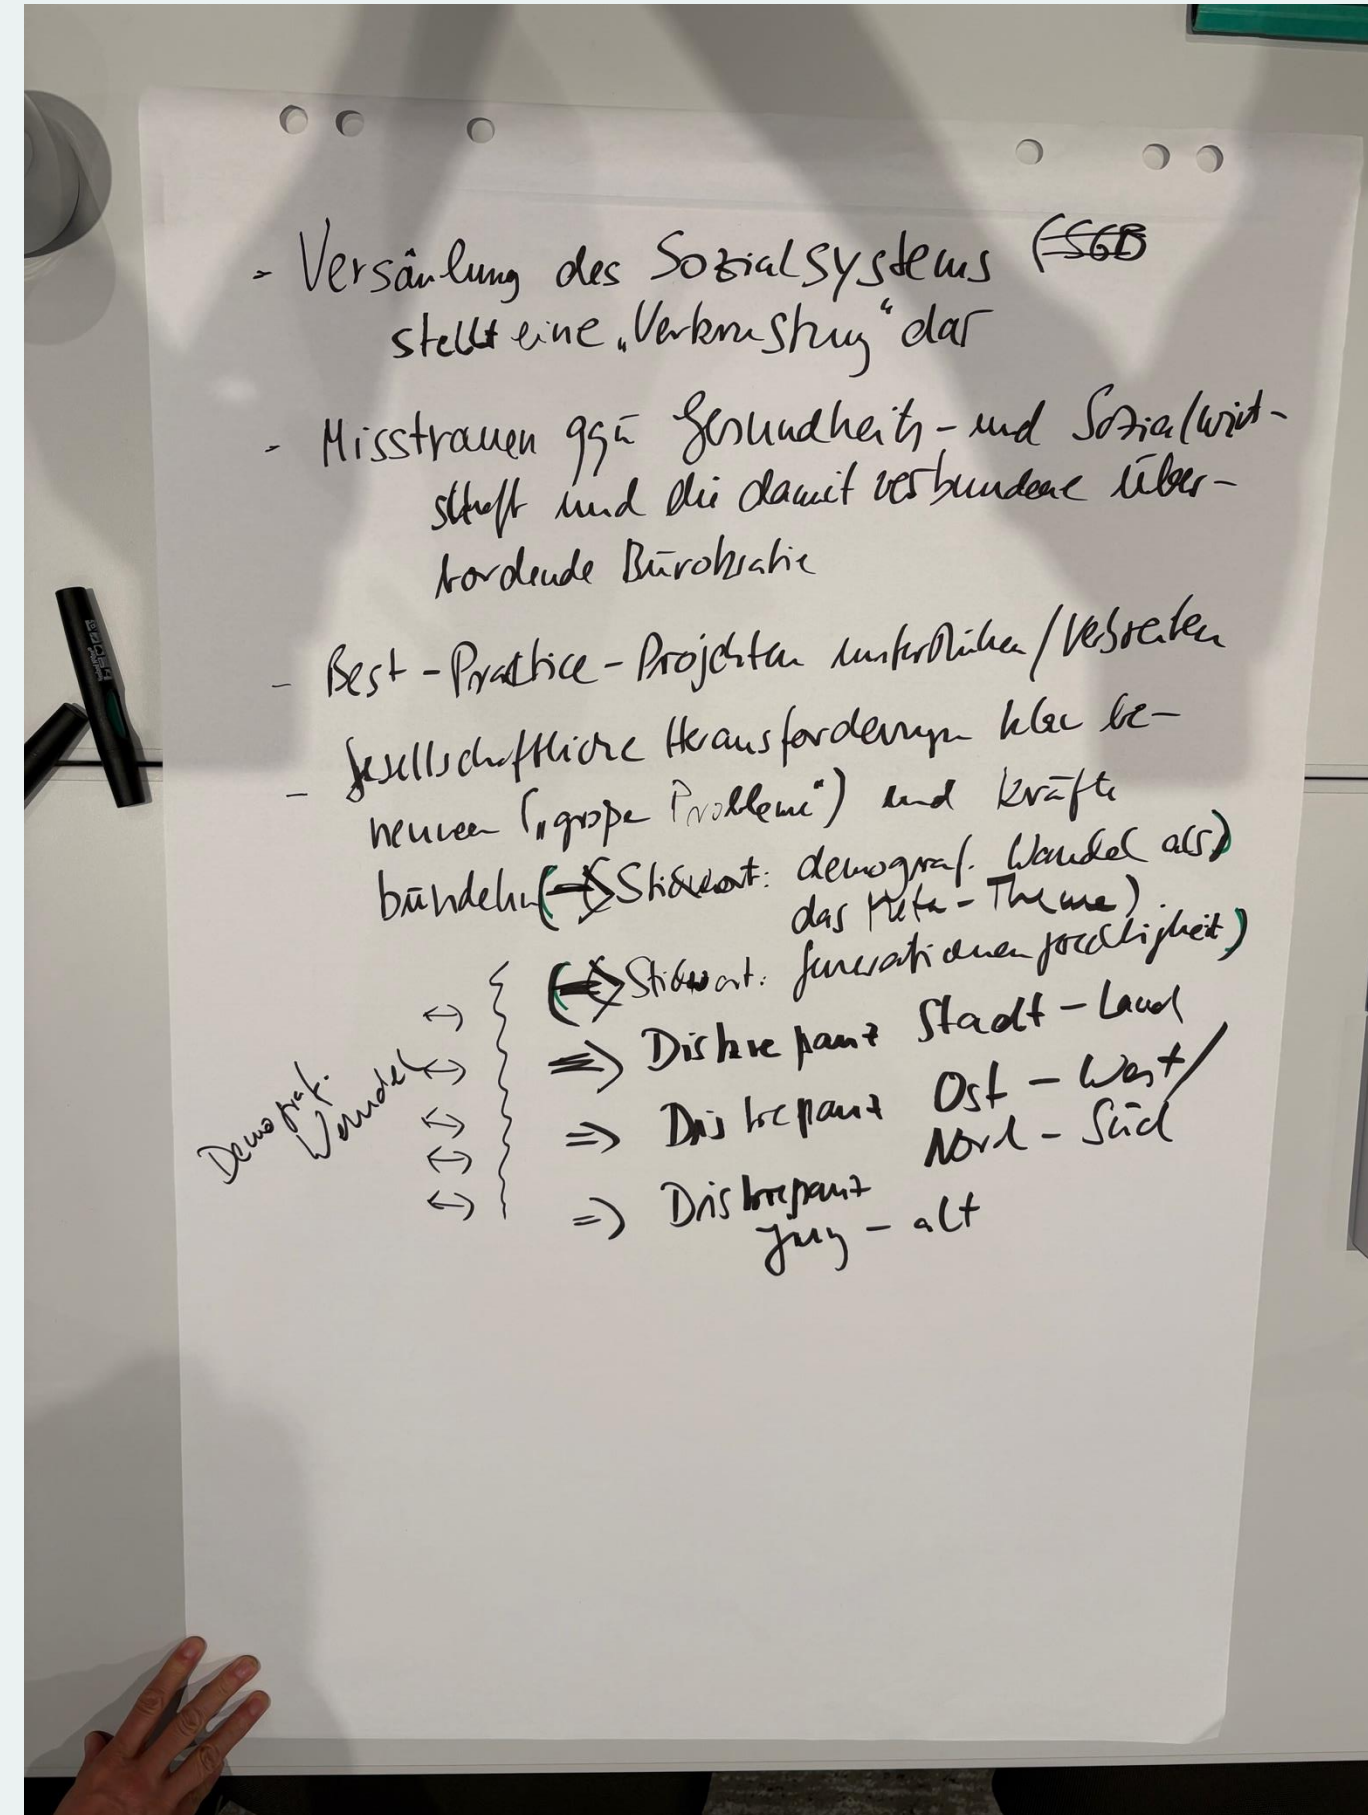 - Versäulung des Sozialsystems (SGB
stellt eine „Verkrustung“ dar
- Misstrauen ggü Gesundheits- und Sozialwirt-
schaft und die damit verbundene über-
bordende Bürokratie
- Best-Practice-Projekten / verbreiten
- Gesellschaftliche Herausforderungen klar be-
nennen („große Probleme“) und Kräfte
bündeln (=> Stichwort: demograf. Wandel als)
das Meta-Thema)
(=> Stichwort: Generationengerechtigkeit)
=> Diskrepanz Stadt - Land
=> Diskrepanz Ost - West /
Nord - Süd
=> Diskrepanz
Jung - alt
Demograf.
Wandel